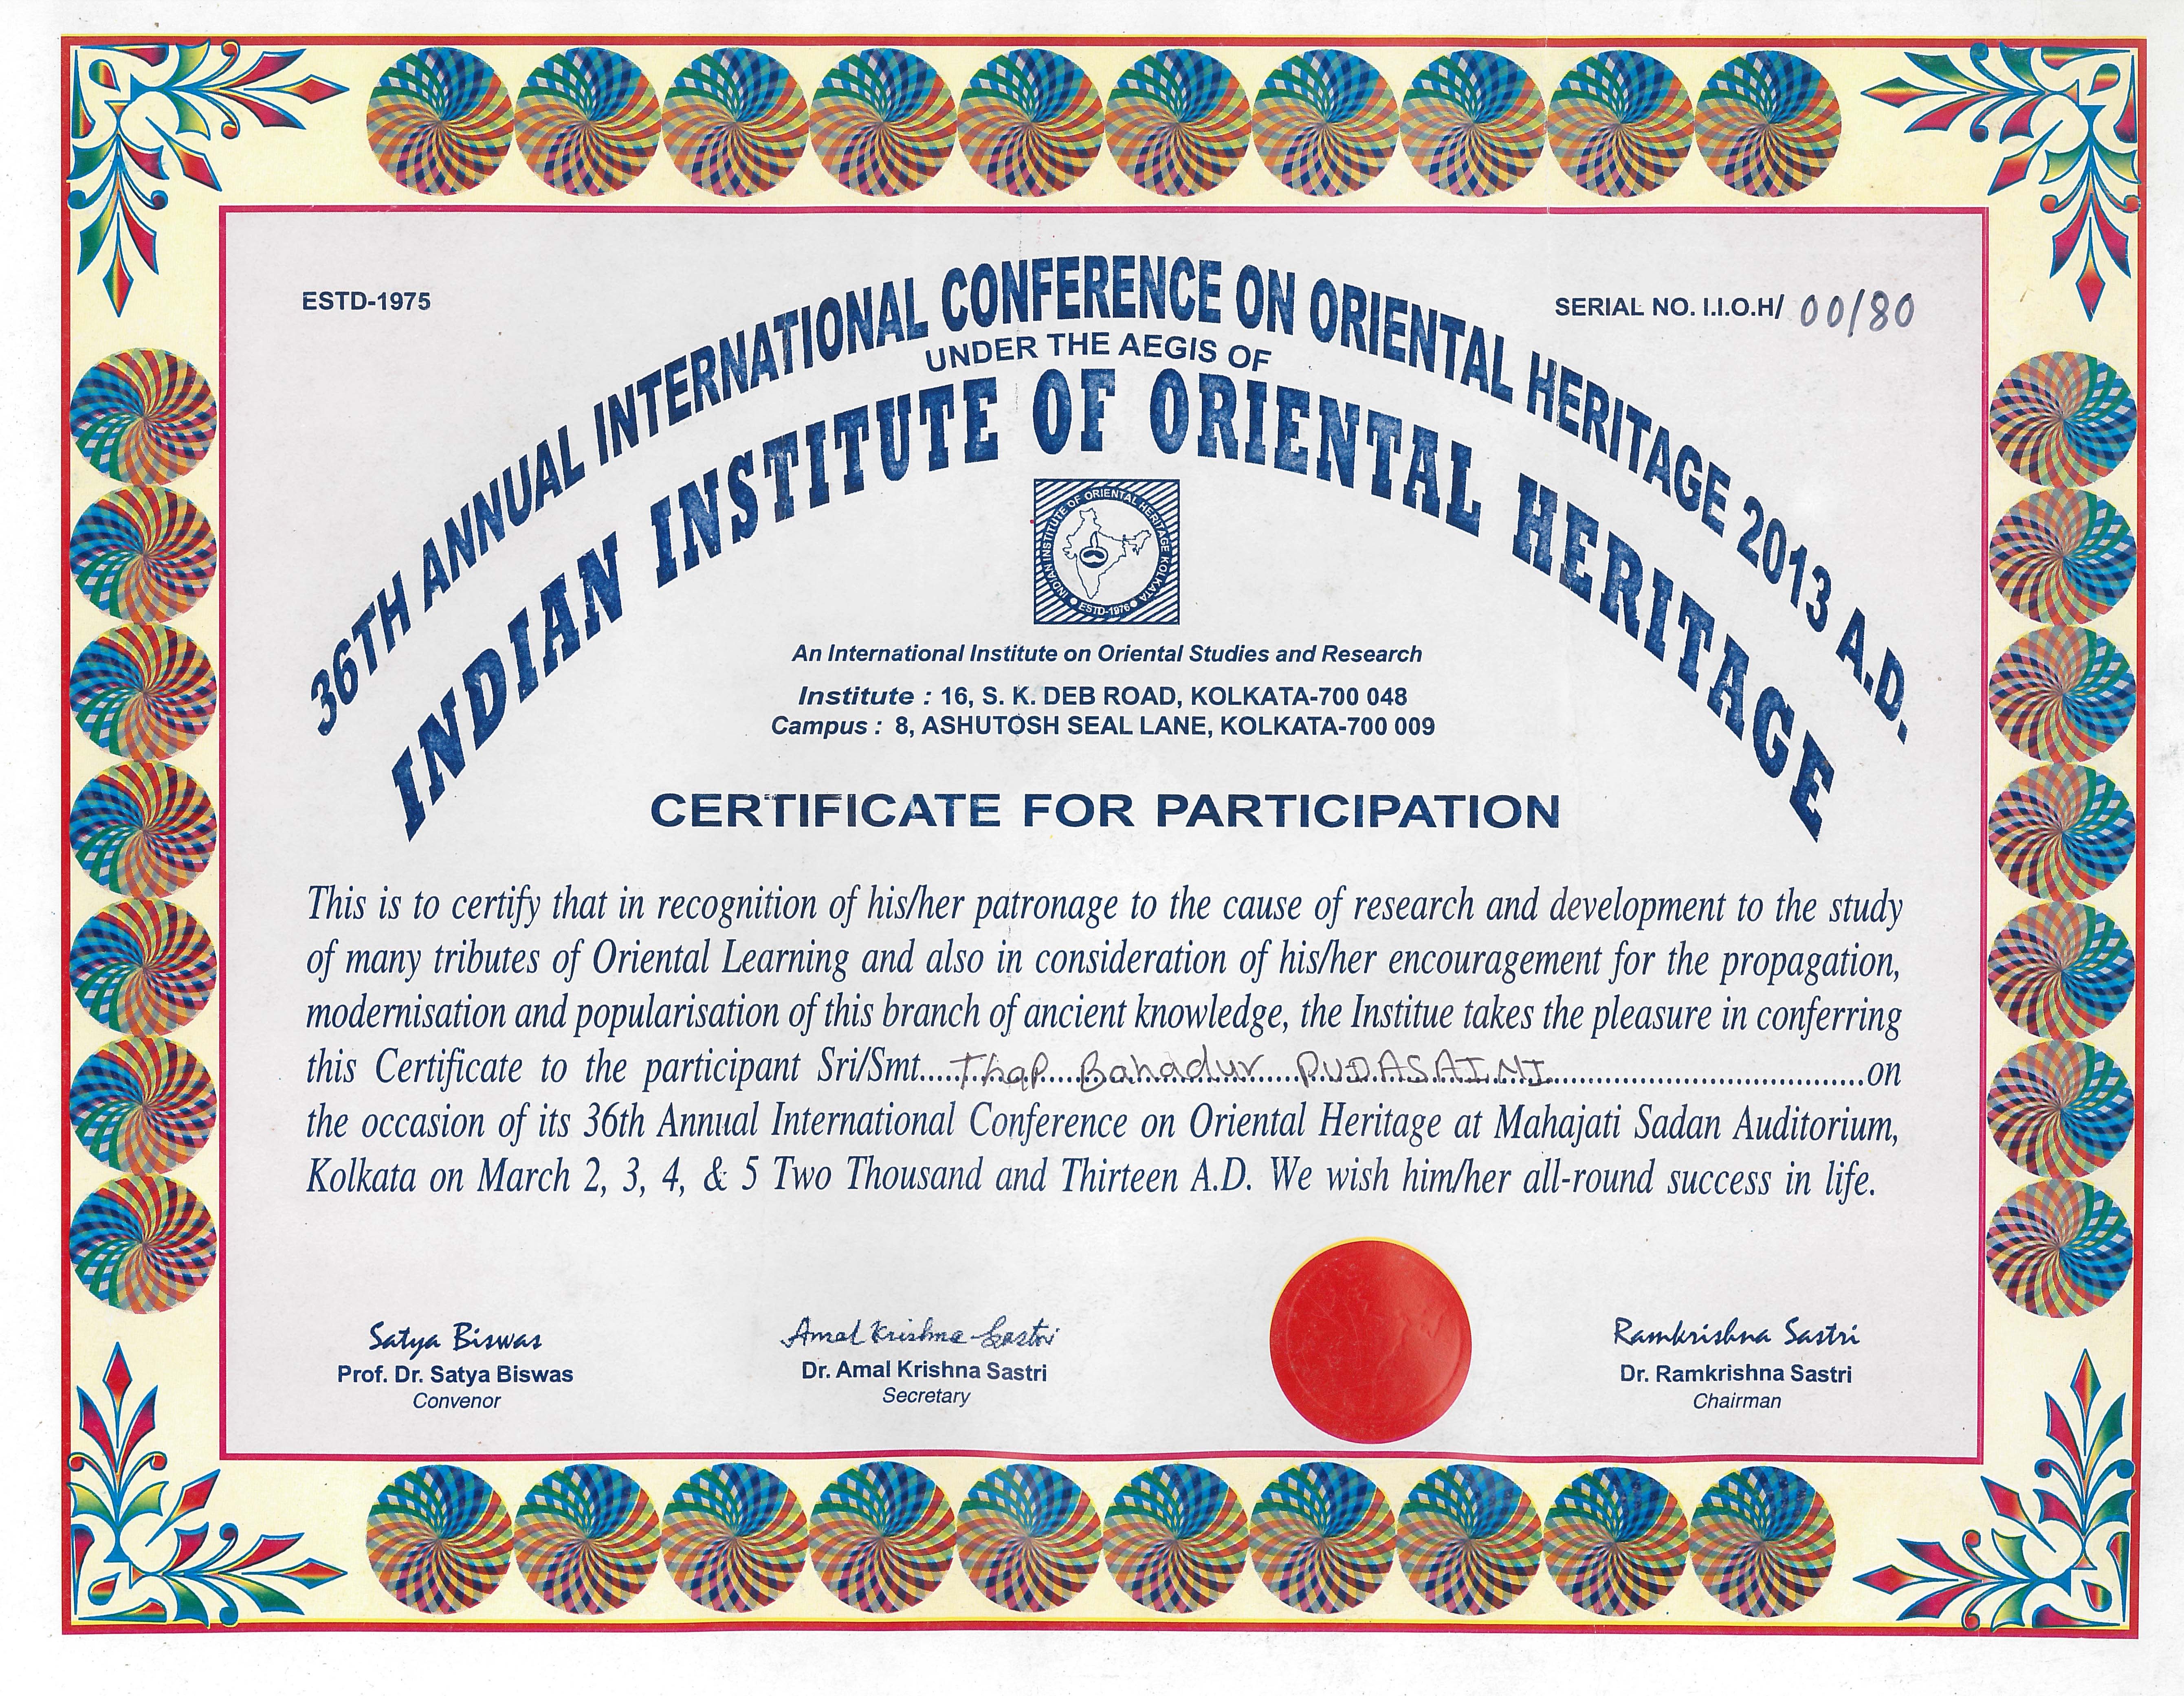 ESTD-1975
SERIAL NO. I.I.O.H/ 00/80
36TH ANNUAL INTERNATIONAL CONFERENCE ON ORIENTAL HERITAGE 2013 A.D.
UNDER THE AEGIS OF
INDIAN INSTITUTE OF ORIENTAL HERITAGE
INDIAN INSTITUTE OF ORIENTAL HERITAGE KOLKATA
ESTD-1976
An International Institute on Oriental Studies and Research
Institute : 16, S. K. DEB ROAD, KOLKATA-700 048
Campus : 8, ASHUTOSH SEAL LANE, KOLKATA-700 009
CERTIFICATE FOR PARTICIPATION
This is to certify that in recognition of his/her patronage to the cause of research and development to the study
of many tributes of Oriental Learning and also in consideration of his/her encouragement for the propagation,
modernisation and popularisation of this branch of ancient knowledge, the Institue takes the pleasure in conferring
this Certificate to the participant Sri/Smt....Thap Bahadur PUDASAINI....on
the occasion of its 36th Annual International Conference on Oriental Heritage at Mahajati Sadan Auditorium,
Kolkata on March 2, 3, 4, & 5 Two Thousand and Thirteen A.D. We wish him/her all-round success in life.
Satya Biswas
Prof. Dr. Satya Biswas
Convenor
Amal Krishna Sastri
Dr. Amal Krishna Sastri
Secretary
Ramkrishna Sastri
Dr. Ramkrishna Sastri
Chairman